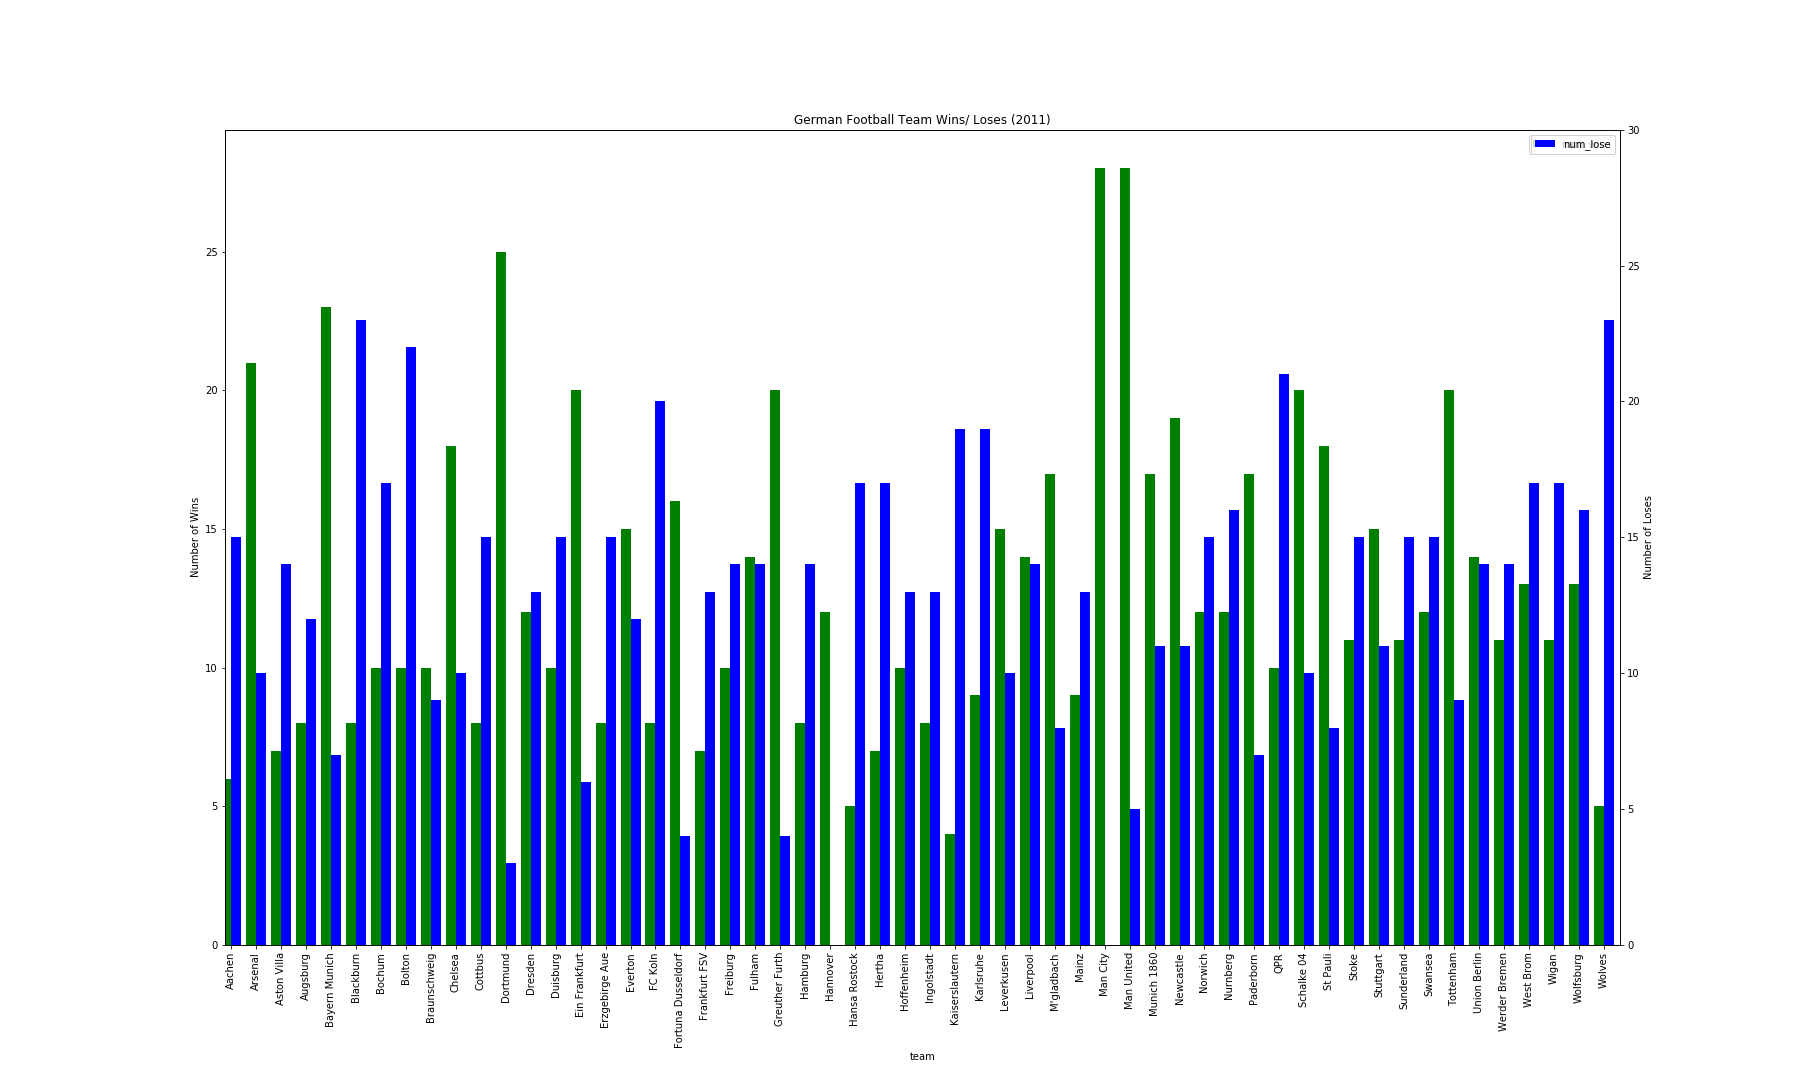 German Football Team Wins/ Loses (2011)
num_lose
30
25
20
15
10
5
0
Number of Loses
25
20
15
10
5
0
Number of Wins
Aachen
Arsenal
Aston Villa
Augsburg
Bayern Munich
Blackburn
Bochum
Bolton
Braunschweig
Chelsea
Cottbus
Dortmund
Dresden
Duisburg
Ein Frankfurt
Erzgebirge Aue
Everton
FC Koln
Fortuna Dusseldorf
Frankfurt FSV
Freiburg
Fulham
Greuther Furth
Hamburg
Hannover
Hansa Rostock
Hertha
Hoffenheim
Ingolstadt
Kaiserslautern
Karlsruhe
Leverkusen
Liverpool
M'gladbach
Mainz
Man City
Man United
Munich 1860
Newcastle
Norwich
Nurnberg
Paderborn
QPR
Schalke 04
St Pauli
Stoke
Stuttgart
Sunderland
Swansea
Tottenham
Union Berlin
Werder Bremen
West Brom
Wigan
Wolfsburg
Wolves
team